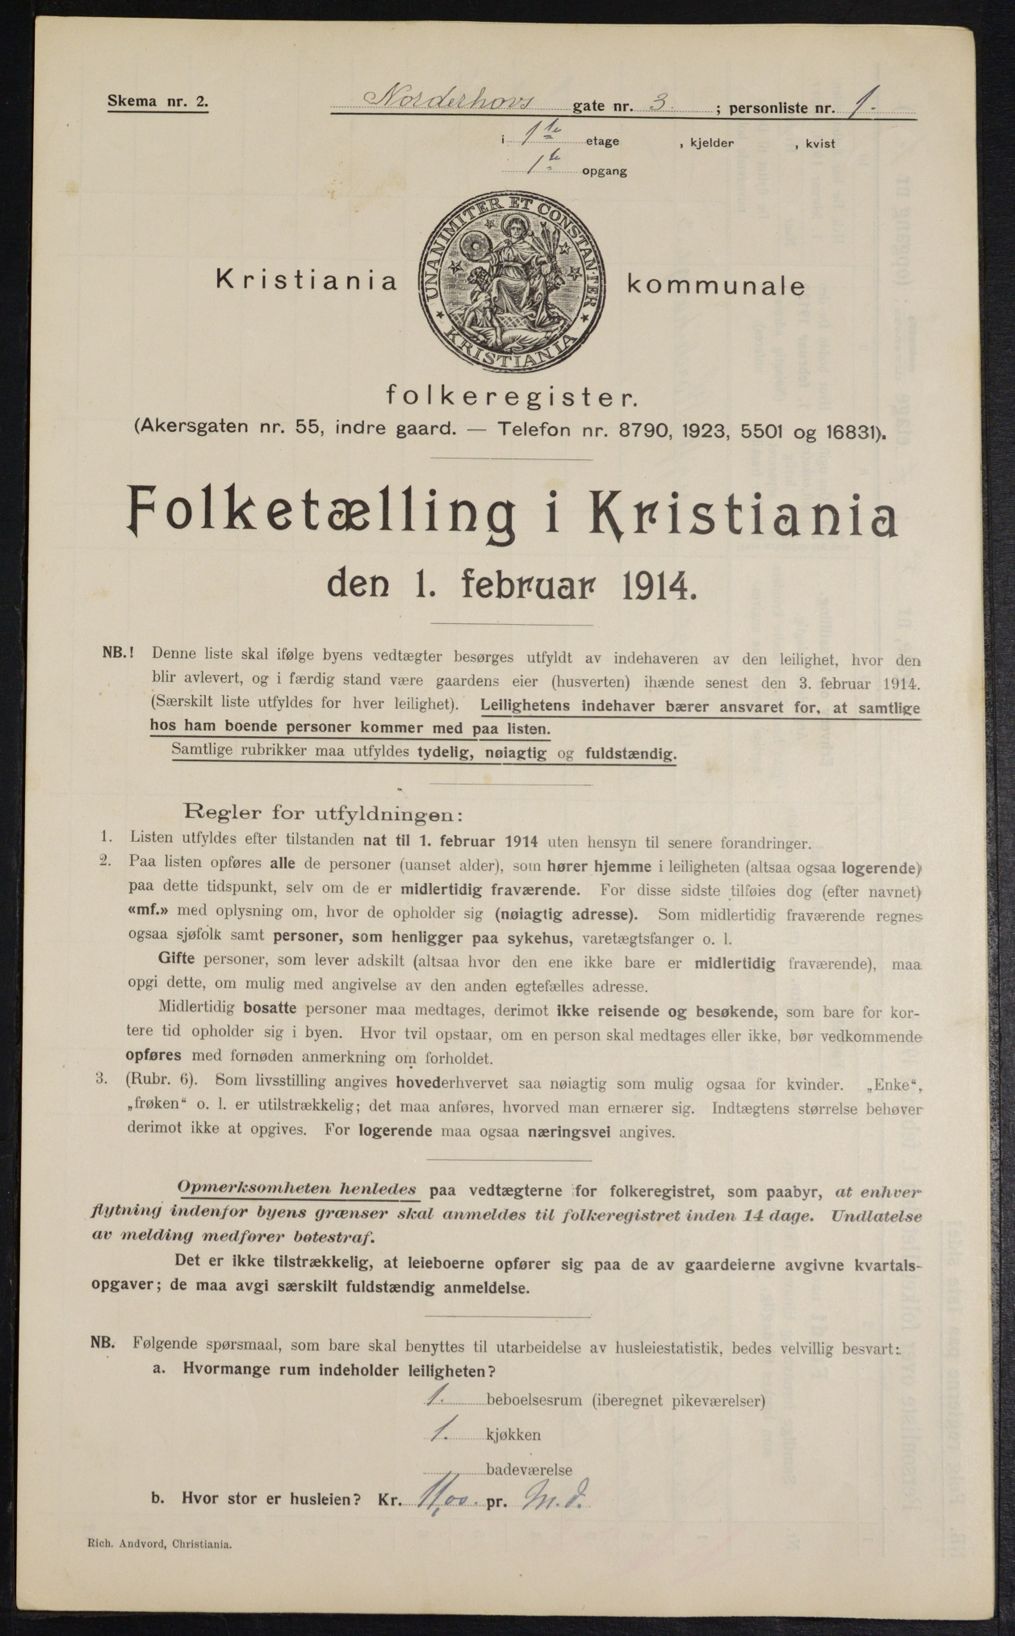 Skema nr. 2.
Norderhovs gate nr. 3. ; personliste nr. 1.
i 1ste etage , kjelder , kvist
1ste opgang
UNANIMITER ET CONSTANTER
KRISTIANIA
Kristiania kommunale
folkeregister.
(Akersgaten nr. 55, indre gaard. — Telefon nr. 8790, 1923, 5501 og 16831).
Folketælling i Kristiania
den 1. februar 1914.
NB.! Denne liste skal ifølge byens vedtægter besørges utfyldt av indehaveren av den leilighet, hvor den
blir avlevert, og i færdig stand være gaardens eier (husverten) ihænde senest den 3. februar 1914.
(Særskilt liste utfyldes for hver leilighet). Leilighetens indehaver bærer ansvaret for, at samtlige
hos ham boende personer kommer med paa listen.
Samtlige rubrikker maa utfyldes tydelig, nøiagtig og fuldstændig.
Regler for utfyldningen:
1. Listen utfyldes efter tilstanden nat til 1. februar 1914 uten hensyn til senere forandringer.
2. Paa listen opføres alle de personer (uanset alder), som hører hjemme i leiligheten (altsaa ogsaa logerende)
paa dette tidspunkt, selv om de er midlertidig fraværende. For disse sidste tilføies dog (efter navnet)
«mf.» med oplysning om, hvor de opholder sig (nøiagtig adresse). Som midlertidig fraværende regnes
ogsaa sjøfolk samt personer, som henligger paa sykehus, varetægtsfanger o. l.
Gifte personer, som lever adskilt (altsaa hvor den ene ikke bare er midlertidig fraværende), maa
opgi dette, om mulig med angivelse av den anden egtefælles adresse.
Midlertidig bosatte personer maa medtages, derimot ikke reisende og besøkende, som bare for kor-
tere tid opholder sig i byen. Hvor tvil opstaar, om en person skal medtages eller ikke, bør vedkommende
opføres med fornøden anmerkning om forholdet.
3. (Rubr. 6). Som livsstilling angives hovederhvervet saa nøiagtig som mulig ogsaa for kvinder. „Enke“,
„frøken“ o. l. er utilstrækkelig; det maa anføres, hvorved man ernærer sig. Indtægtens størrelse behøver
derimot ikke at opgives. For logerende maa ogsaa næringsvei angives.
Opmerksomheten henledes paa vedtægterne for folkeregistret, som paabyr, at enhver
flytning indenfor byens grænser skal anmeldes til folkeregistret inden 14 dage. Undlatelse
av melding medfører bøtestraf.
Det er ikke tilstrækkelig, at leieboerne opfører sig paa de av gaardeierne avgivne kvartals-
opgaver; de maa avgi særskilt fuldstændig anmeldelse.
NB. Følgende spørsmaal, som bare skal benyttes til utarbeidelse av husleiestatistik, bedes velvillig besvart:
a. Hvormange rum indeholder leiligheten?
1. beboelsesrum (iberegnet pikeværelser)
1. kjøkken
badeværelse
b. Hvor stor er husleien? Kr. 11,00. pr. M.d.
Rich. Andvord, Christiania.